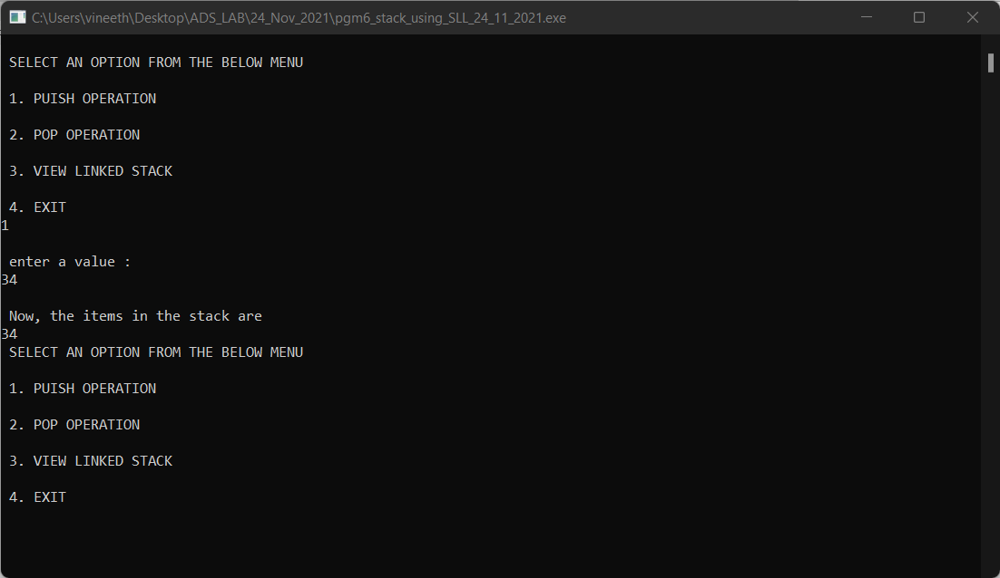 C:\Users\vineeth\Desktop\ADS_LAB\24_Nov_2021\pgm6_stack_using_SLL_24_11_2021.exe
SELECT AN OPTION FROM THE BELOW MENU
1. PUISH OPERATION
2. POP OPERATION
3. VIEW LINKED STACK
4. EXIT
1
enter a value :
34
Now, the items in the stack are
34
SELECT AN OPTION FROM THE BELOW MENU
1. PUISH OPERATION
2. POP OPERATION
3. VIEW LINKED STACK
4. EXIT